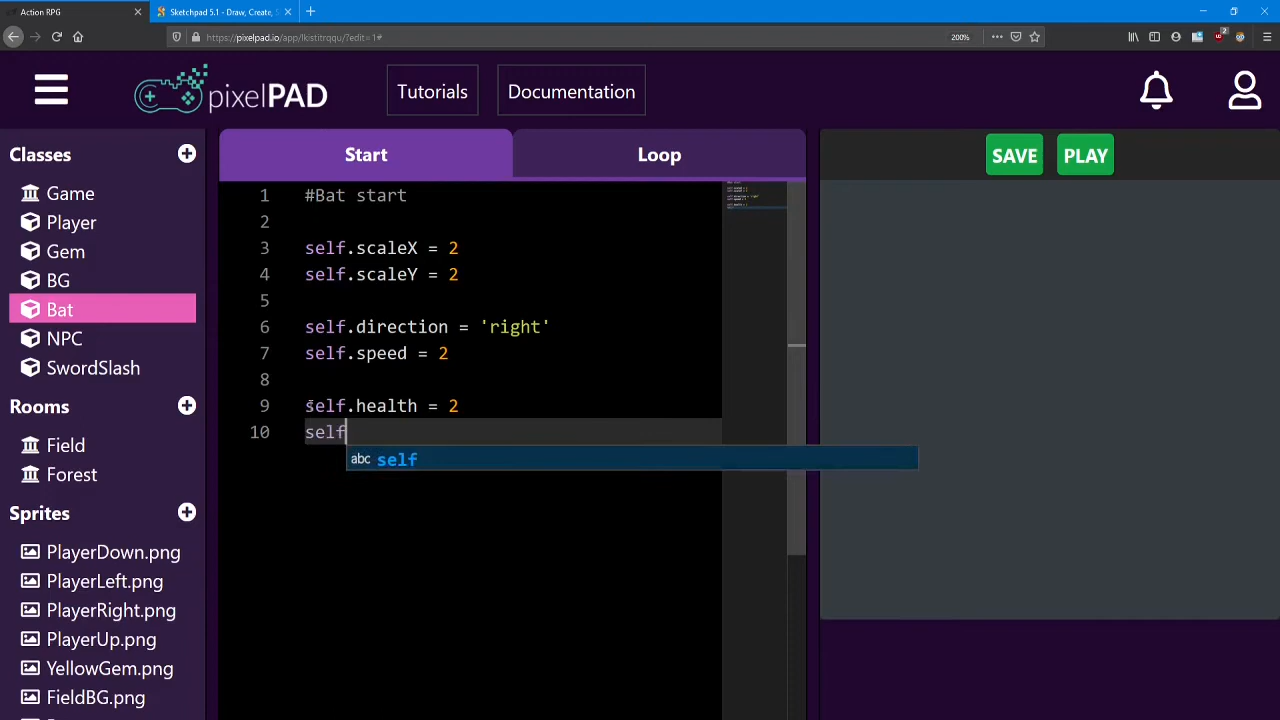 Action RPG
Sketchpad 5.1 - Draw, Create,
https://pixelpad.io/app/lkistitrqqu/?edit=1#
200%
2
pixelPAD
Tutorials
Documentation
Classes
Game
Player
Gem
BG
Bat
NPC
SwordSlash
Rooms
Field
Forest
Sprites
PlayerDown.png
PlayerLeft.png
PlayerRight.png
PlayerUp.png
YellowGem.png
FieldBG.png
Start
Loop
1 #Bat start
2
3 self.scaleX = 2
4 self.scaleY = 2
5
6 self.direction = 'right'
7 self.speed = 2
8
9 self.health = 2
10 self
abc self
SAVE
PLAY